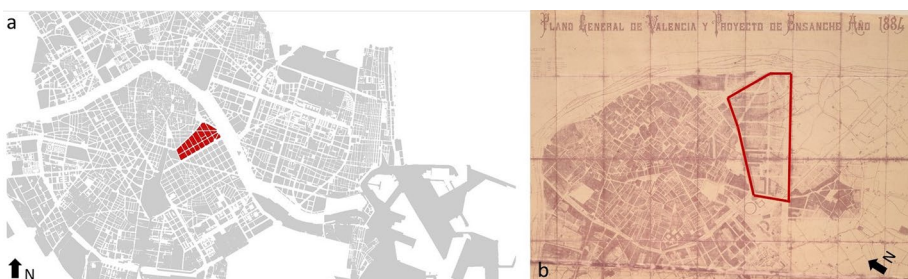 a
PLANO GENERAL DE VALENCIA Y PROYECTO DE ENSANCHE AÑO 1884
N
b
N